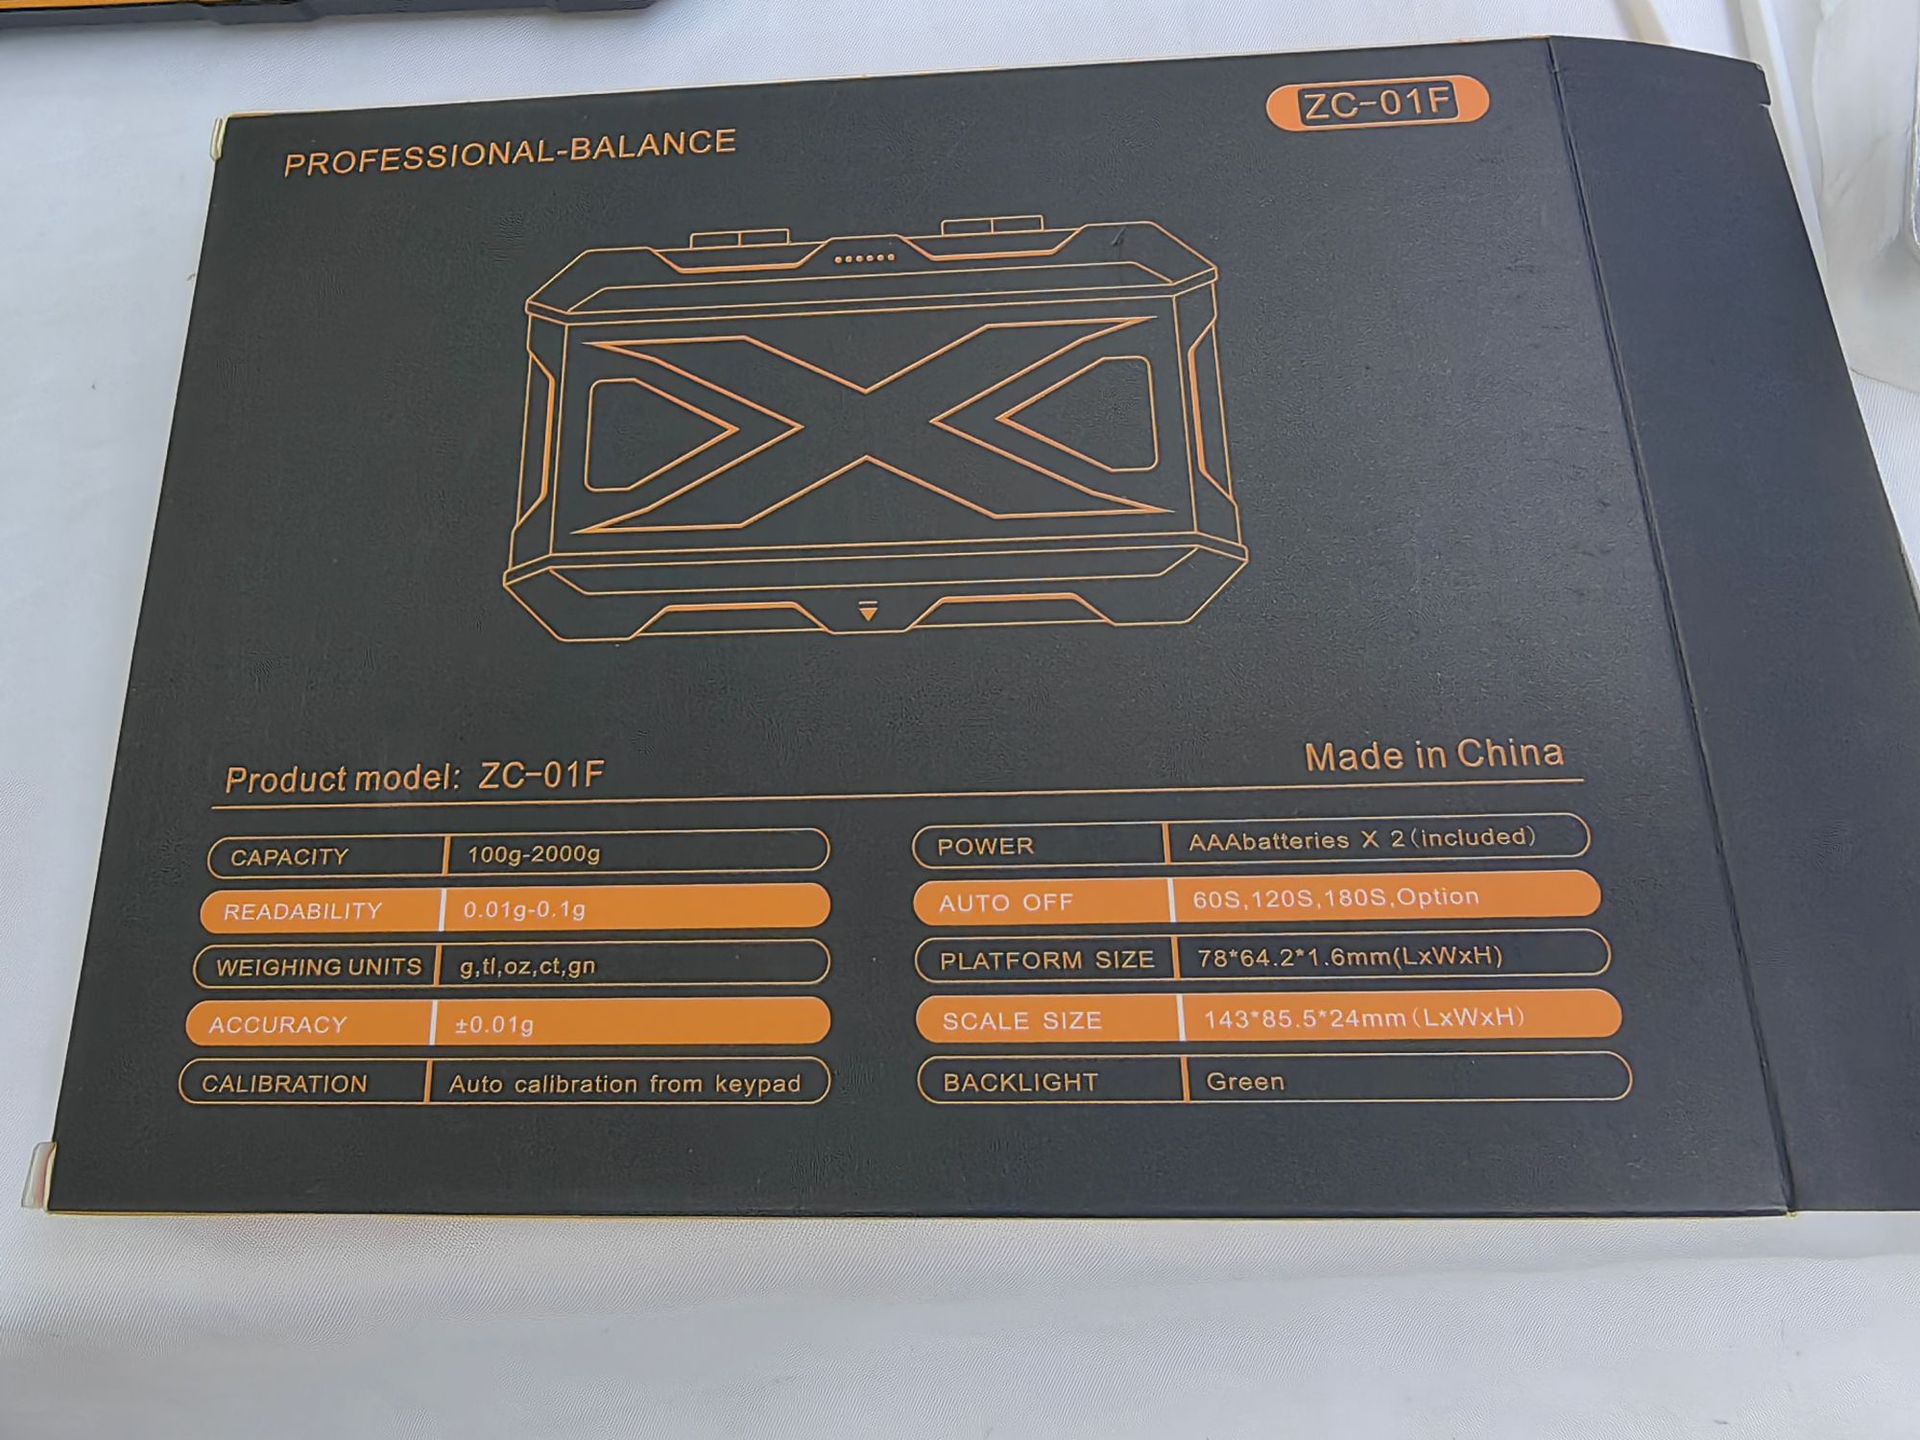 PROFESSIONAL-BALANCE
ZC-01F
Product model: ZC-01F
Made in China
CAPACITY 100g-2000g
READABILITY 0.01g-0.1g
WEIGHING UNITS g,tl,oz,ct,gn
ACCURACY ±0.01g
CALIBRATION Auto calibration from keypad
POWER AAAbatteries X 2(included)
AUTO OFF 60S,120S,180S,Option
PLATFORM SIZE 78*64.2*1.6mm(LxWxH)
SCALE SIZE 143*85.5*24mm(LxWxH)
BACKLIGHT Green